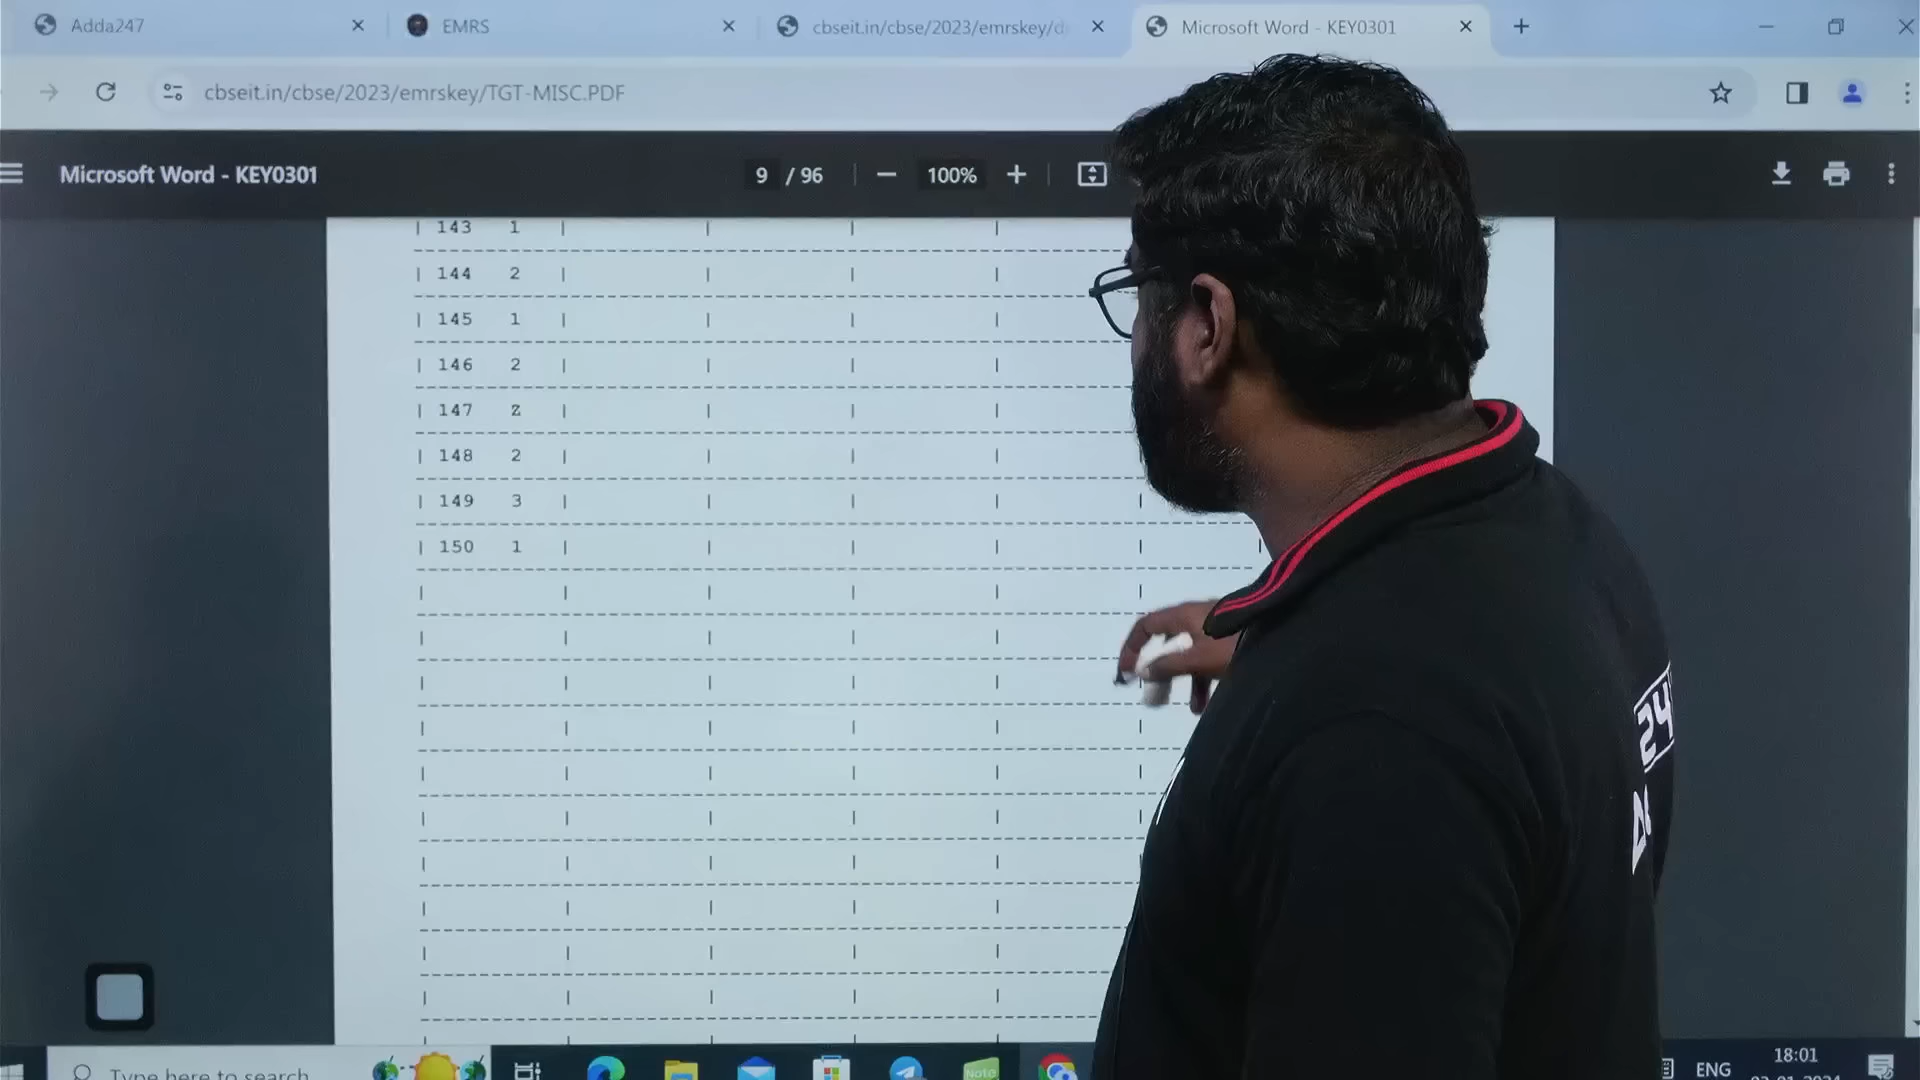 Adda247
EMRS
cbseit.in/cbse/2023/emrskey/d
Microsoft Word - KEY0301
cbseit.in/cbse/2023/emrskey/TGT-MISC.PDF
Microsoft Word - KEY0301
9 / 96
100%
143 1
144 2
145 1
146 2
147 Z
148 2
149 3
150 1
24
Type here to search
Note
ENG
18:01